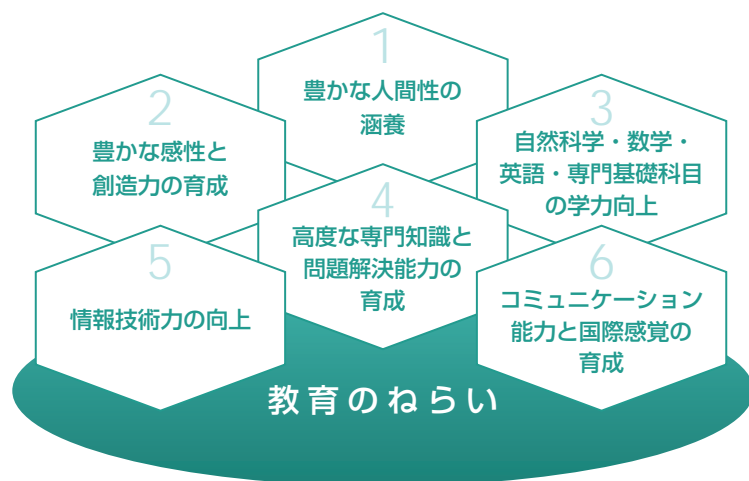 1
豊かな人間性の
涵養
2
豊かな感性と
創造力の育成
3
自然科学・数学・
英語・専門基礎科目
の学力向上
4
高度な専門知識と
問題解決能力の
育成
5
情報技術力の向上
6
コミュニケーション
能力と国際感覚の
育成
教育のねらい